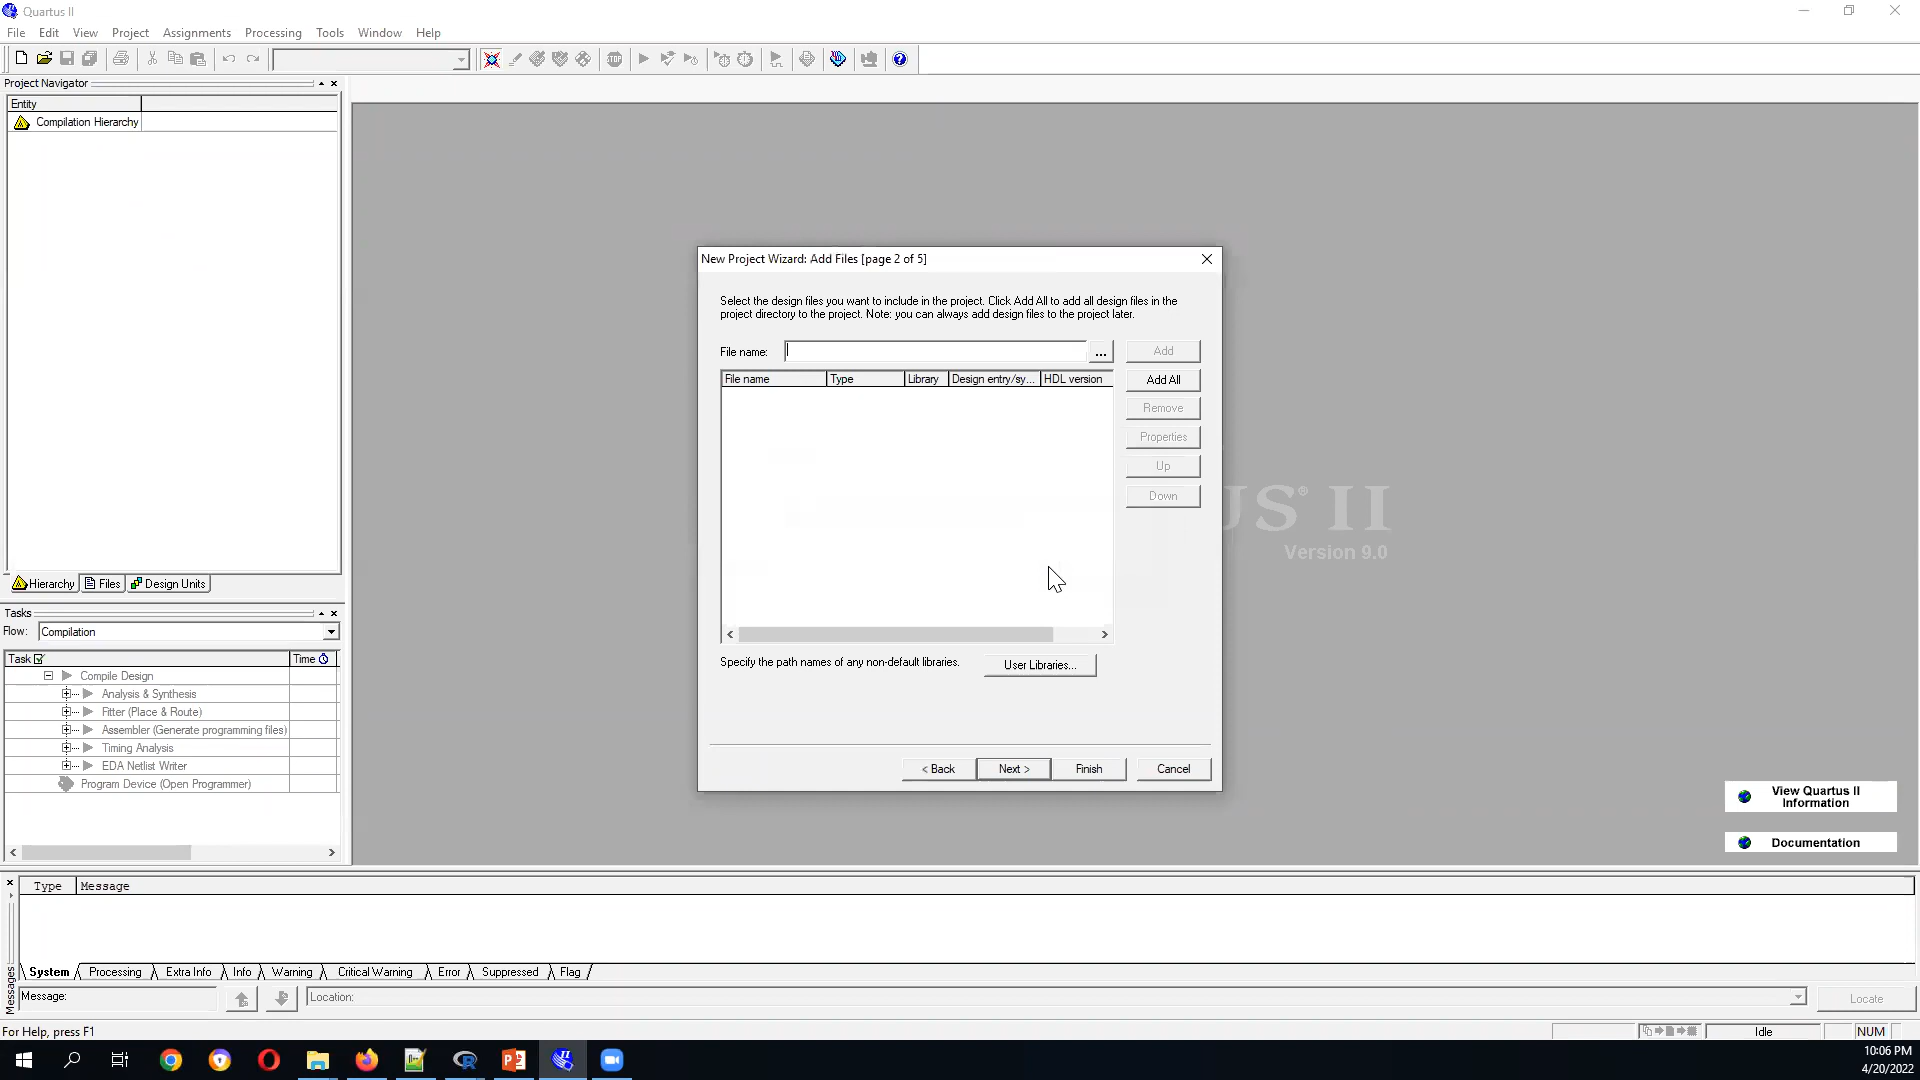 Quartus II
File Edit View Project Assignments Processing Tools Window Help
Project Navigator
Entity
Compilation Hierarchy
Hierarchy Files Design Units
Tasks
Flow: Compilation
Task Time
Compile Design
Analysis & Synthesis
Fitter (Place & Route)
Assembler (Generate programming files)
Timing Analysis
EDA Netlist Writer
Program Device (Open Programmer)
New Project Wizard: Add Files [page 2 of 5]
Select the design files you want to include in the project. Click Add All to add all design files in the
project directory to the project. Note: you can always add design files to the project later.
File name: ... Add
File name Type Library Design entry/sy... HDL version Add All
Remove
Properties
Up
Down
Specify the path names of any non-default libraries. User Libraries...
< Back Next > Finish Cancel
US® II
Version 9.0
View Quartus II
Information
Documentation
Type Message
System Processing Extra Info Info Warning Critical Warning Error Suppressed Flag
Messages
Message: Location: Locate
For Help, press F1 Idle NUM
10:06 PM
4/20/2022